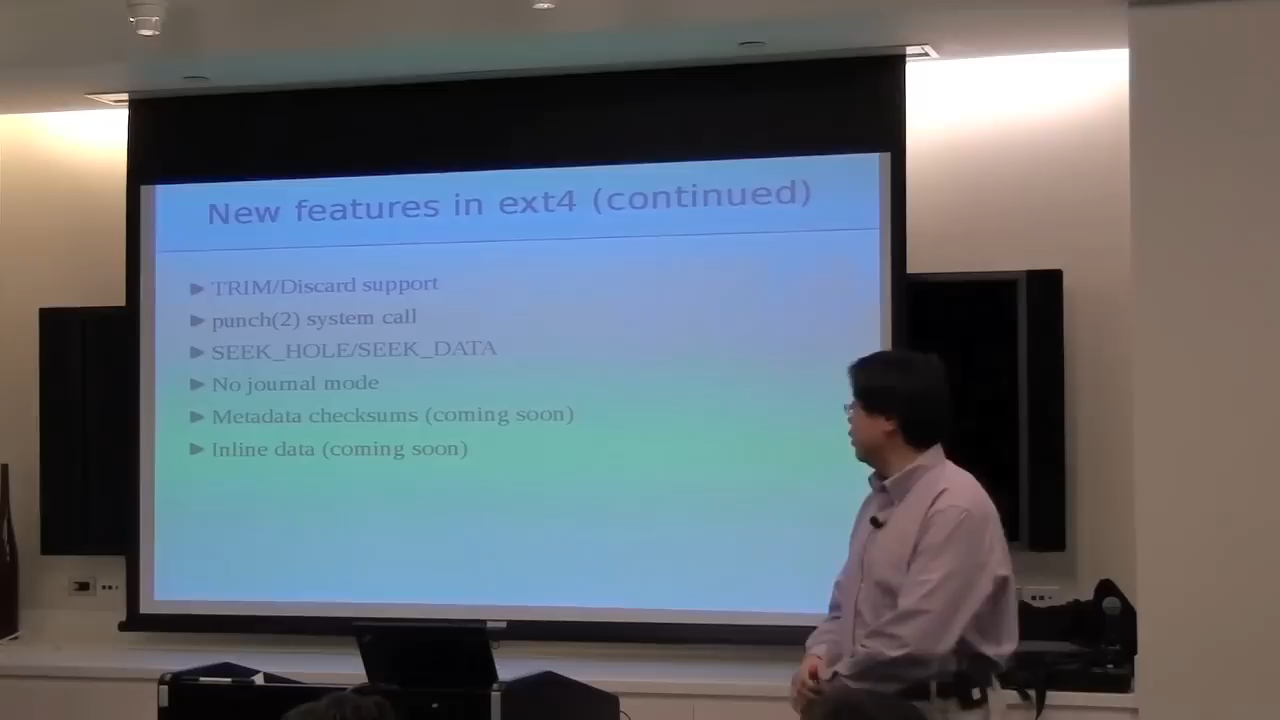 New features in ext4 (continued)
TRIM/Discard support
punch(2) system call
SEEK_HOLE/SEEK_DATA
No journal mode
Metadata checksums (coming soon)
Inline data (coming soon)